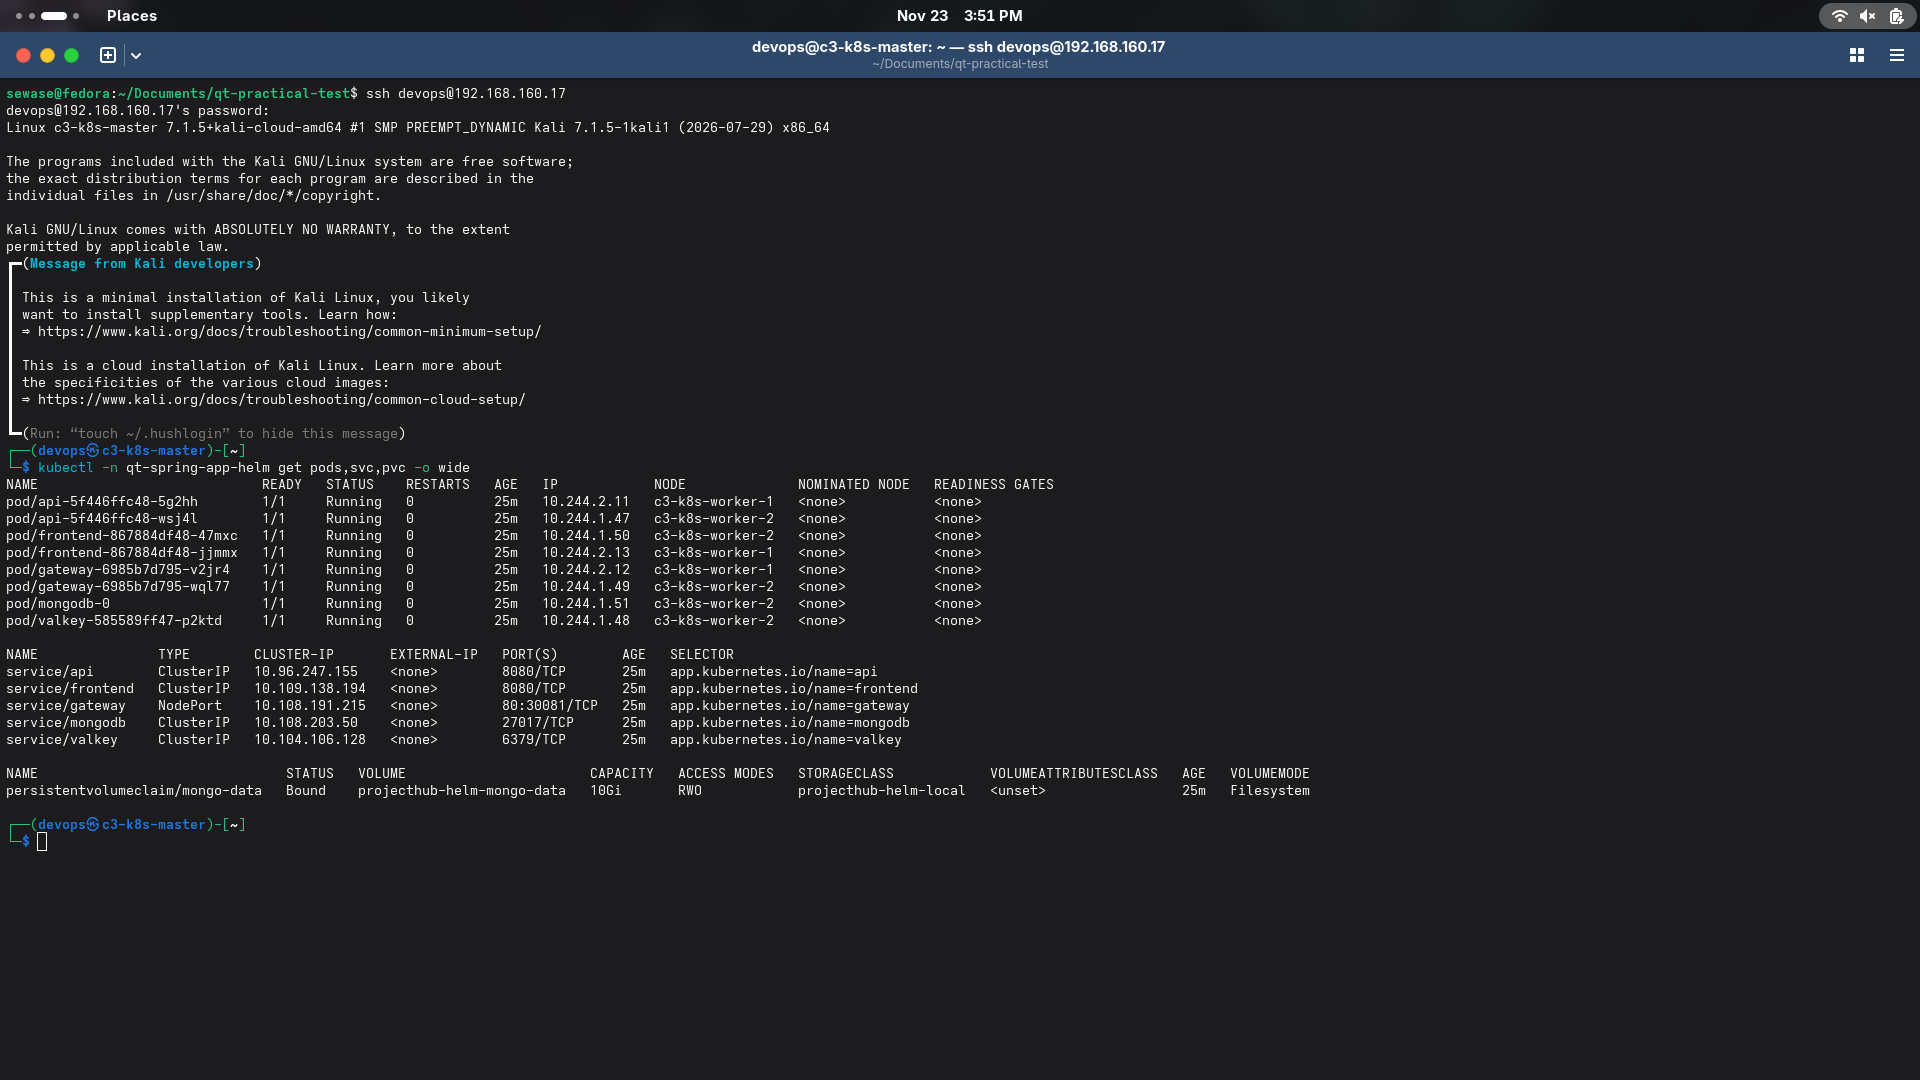 Places
Nov 23 3:51 PM
devops@c3-k8s-master: ~ — ssh devops@192.168.160.17
~/Documents/qt-practical-test
sewase@fedora:~/Documents/qt-practical-test$ ssh devops@192.168.160.17
devops@192.168.160.17's password:
Linux c3-k8s-master 7.1.5+kali-cloud-amd64 #1 SMP PREEMPT_DYNAMIC Kali 7.1.5-1kali1 (2026-07-29) x86_64
The programs included with the Kali GNU/Linux system are free software;
the exact distribution terms for each program are described in the
individual files in /usr/share/doc/*/copyright.
Kali GNU/Linux comes with ABSOLUTELY NO WARRANTY, to the extent
permitted by applicable law.
┏━(Message from Kali developers)
┃ This is a minimal installation of Kali Linux, you likely
┃ want to install supplementary tools. Learn how:
┃ ⇒ https://www.kali.org/docs/troubleshooting/common-minimum-setup/
┃ This is a cloud installation of Kali Linux. Learn more about
┃ the specificities of the various cloud images:
┃ ⇒ https://www.kali.org/docs/troubleshooting/common-cloud-setup/
┗━(Run: “touch ~/.hushlogin” to hide this message)
┌──(devops㉿c3-k8s-master)-[~]
└─$ kubectl -n qt-spring-app-helm get pods,svc,pvc -o wide
NAME READY STATUS RESTARTS AGE IP NODE NOMINATED NODE READINESS GATES
pod/api-5f446ffc48-5g2hh 1/1 Running 0 25m 10.244.2.11 c3-k8s-worker-1 <none> <none>
pod/api-5f446ffc48-wsj4l 1/1 Running 0 25m 10.244.1.47 c3-k8s-worker-2 <none> <none>
pod/frontend-867884df48-47mxc 1/1 Running 0 25m 10.244.1.50 c3-k8s-worker-2 <none> <none>
pod/frontend-867884df48-jjmmx 1/1 Running 0 25m 10.244.2.13 c3-k8s-worker-1 <none> <none>
pod/gateway-6985b7d795-v2jr4 1/1 Running 0 25m 10.244.2.12 c3-k8s-worker-1 <none> <none>
pod/gateway-6985b7d795-wql77 1/1 Running 0 25m 10.244.1.49 c3-k8s-worker-2 <none> <none>
pod/mongodb-0 1/1 Running 0 25m 10.244.1.51 c3-k8s-worker-2 <none> <none>
pod/valkey-585589ff47-p2ktd 1/1 Running 0 25m 10.244.1.48 c3-k8s-worker-2 <none> <none>
NAME TYPE CLUSTER-IP EXTERNAL-IP PORT(S) AGE SELECTOR
service/api ClusterIP 10.96.247.155 <none> 8080/TCP 25m app.kubernetes.io/name=api
service/frontend ClusterIP 10.109.138.194 <none> 8080/TCP 25m app.kubernetes.io/name=frontend
service/gateway NodePort 10.108.191.215 <none> 80:30081/TCP 25m app.kubernetes.io/name=gateway
service/mongodb ClusterIP 10.108.203.50 <none> 27017/TCP 25m app.kubernetes.io/name=mongodb
service/valkey ClusterIP 10.104.106.128 <none> 6379/TCP 25m app.kubernetes.io/name=valkey
NAME STATUS VOLUME CAPACITY ACCESS MODES STORAGECLASS VOLUMEATTRIBUTESCLASS AGE VOLUMEMODE
persistentvolumeclaim/mongo-data Bound projecthub-helm-mongo-data 10Gi RWO projecthub-helm-local <unset> 25m Filesystem
┌──(devops㉿c3-k8s-master)-[~]
└─$